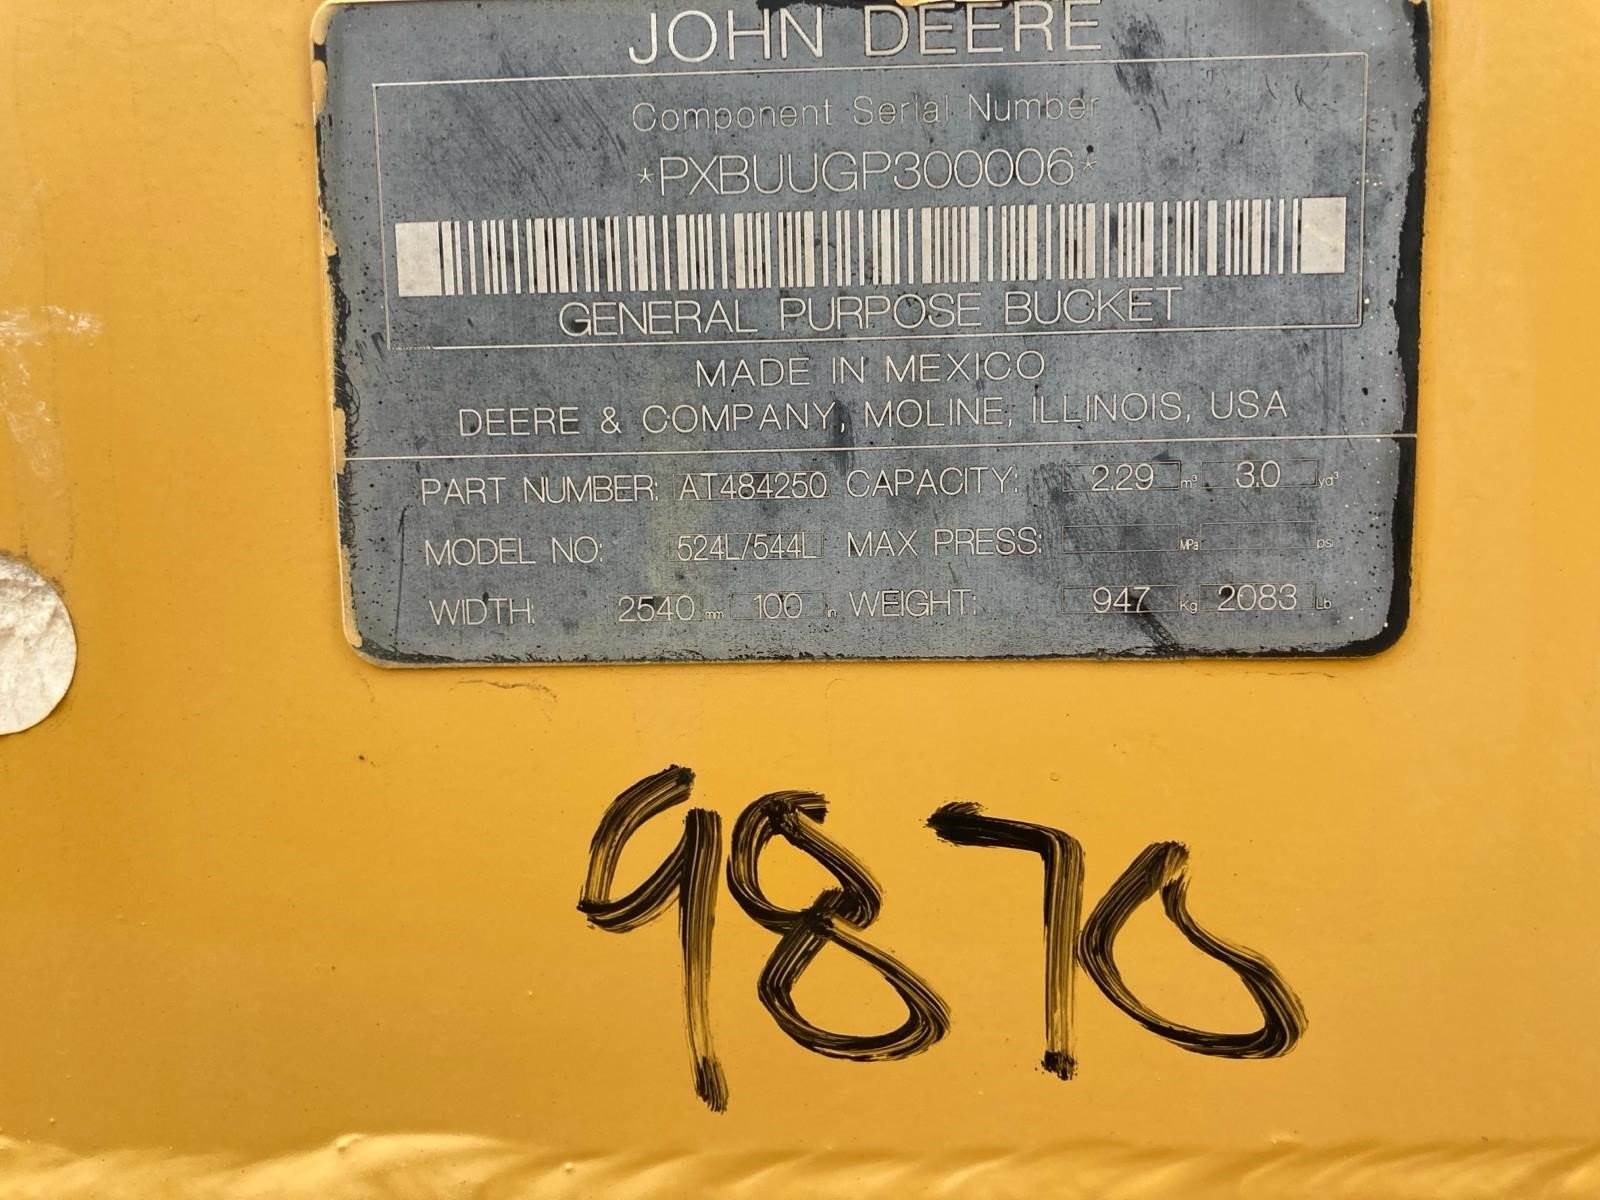 JOHN DEERE
Component Serial Number
*PXBUUGP300006*
GENERAL PURPOSE BUCKET
MADE IN MEXICO
DEERE & COMPANY, MOLINE, ILLINOIS, USA
PART NUMBER: AT484250 CAPACITY: 2.29 m³ 3.0 yd³
MODEL NO: 524L/544L MAX PRESS: MPa psi
WIDTH: 2540 mm 100 in WEIGHT: 947 Kg 2083 Lb
9870